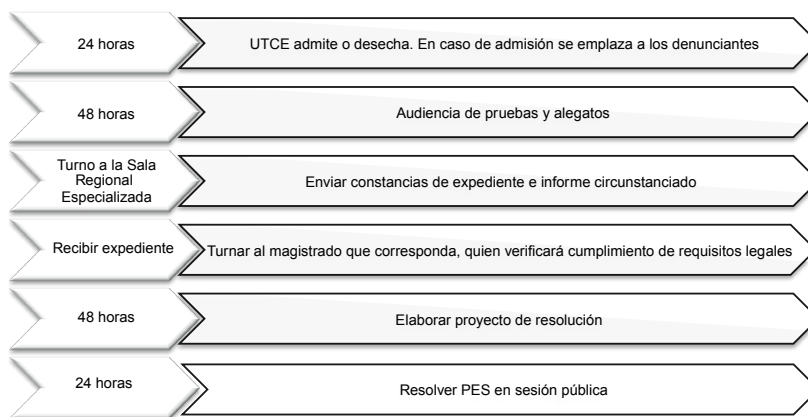 24 horas
UTCE admite o desecha. En caso de admisión se emplaza a los denunciantes
48 horas
Audiencia de pruebas y alegatos
Turno a la Sala
Regional
Especializada
Enviar constancias de expediente e informe circunstanciado
Recibir expediente
Turnar al magistrado que corresponda, quien verificará cumplimiento de requisitos legales
48 horas
Elaborar proyecto de resolución
24 horas
Resolver PES en sesión pública